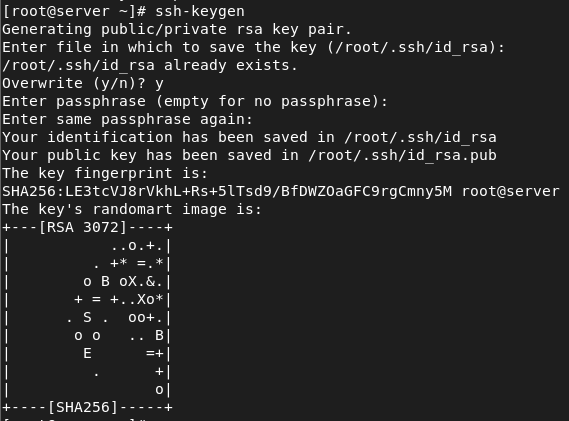 [root@server ~]# ssh-keygen
Generating public/private rsa key pair.
Enter file in which to save the key (/root/.ssh/id_rsa):
/root/.ssh/id_rsa already exists.
Overwrite (y/n)? y
Enter passphrase (empty for no passphrase):
Enter same passphrase again:
Your identification has been saved in /root/.ssh/id_rsa
Your public key has been saved in /root/.ssh/id_rsa.pub
The key fingerprint is:
SHA256:LE3tcVJ8rVkhL+Rs+5lTsd9/BfDWZOaGFC9rgCmny5M root@server
The key's randomart image is:
+---[RSA 3072]----+
|           ..o.+.|
|         . +* =.*|
|        o B oX.&.|
|       + = +..Xo*|
|      . S .  oo+.|
|       o o   .. B|
|        E      =+|
|         .      +|
|                o|
+----[SHA256]-----+